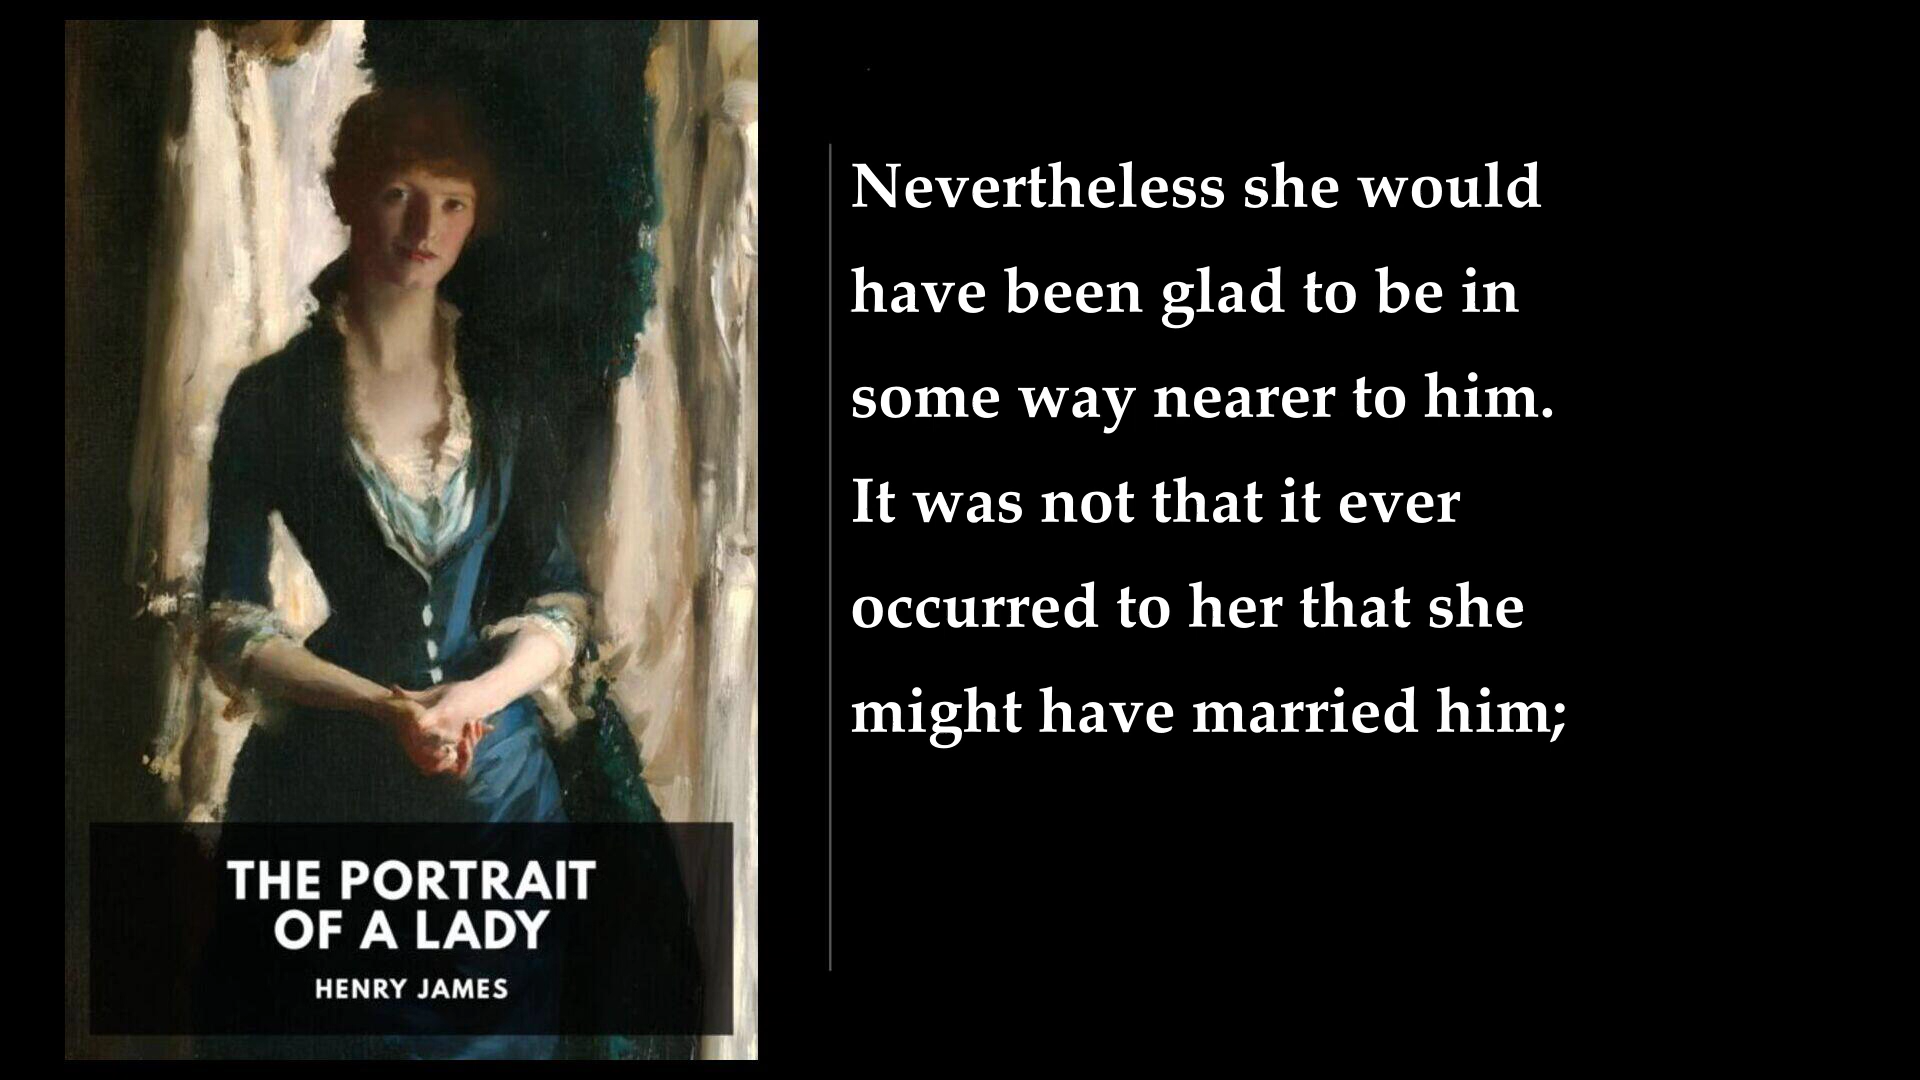 THE PORTRAIT
OF A LADY
HENRY JAMES
Nevertheless she would
have been glad to be in
some way nearer to him.
It was not that it ever
occurred to her that she
might have married him;